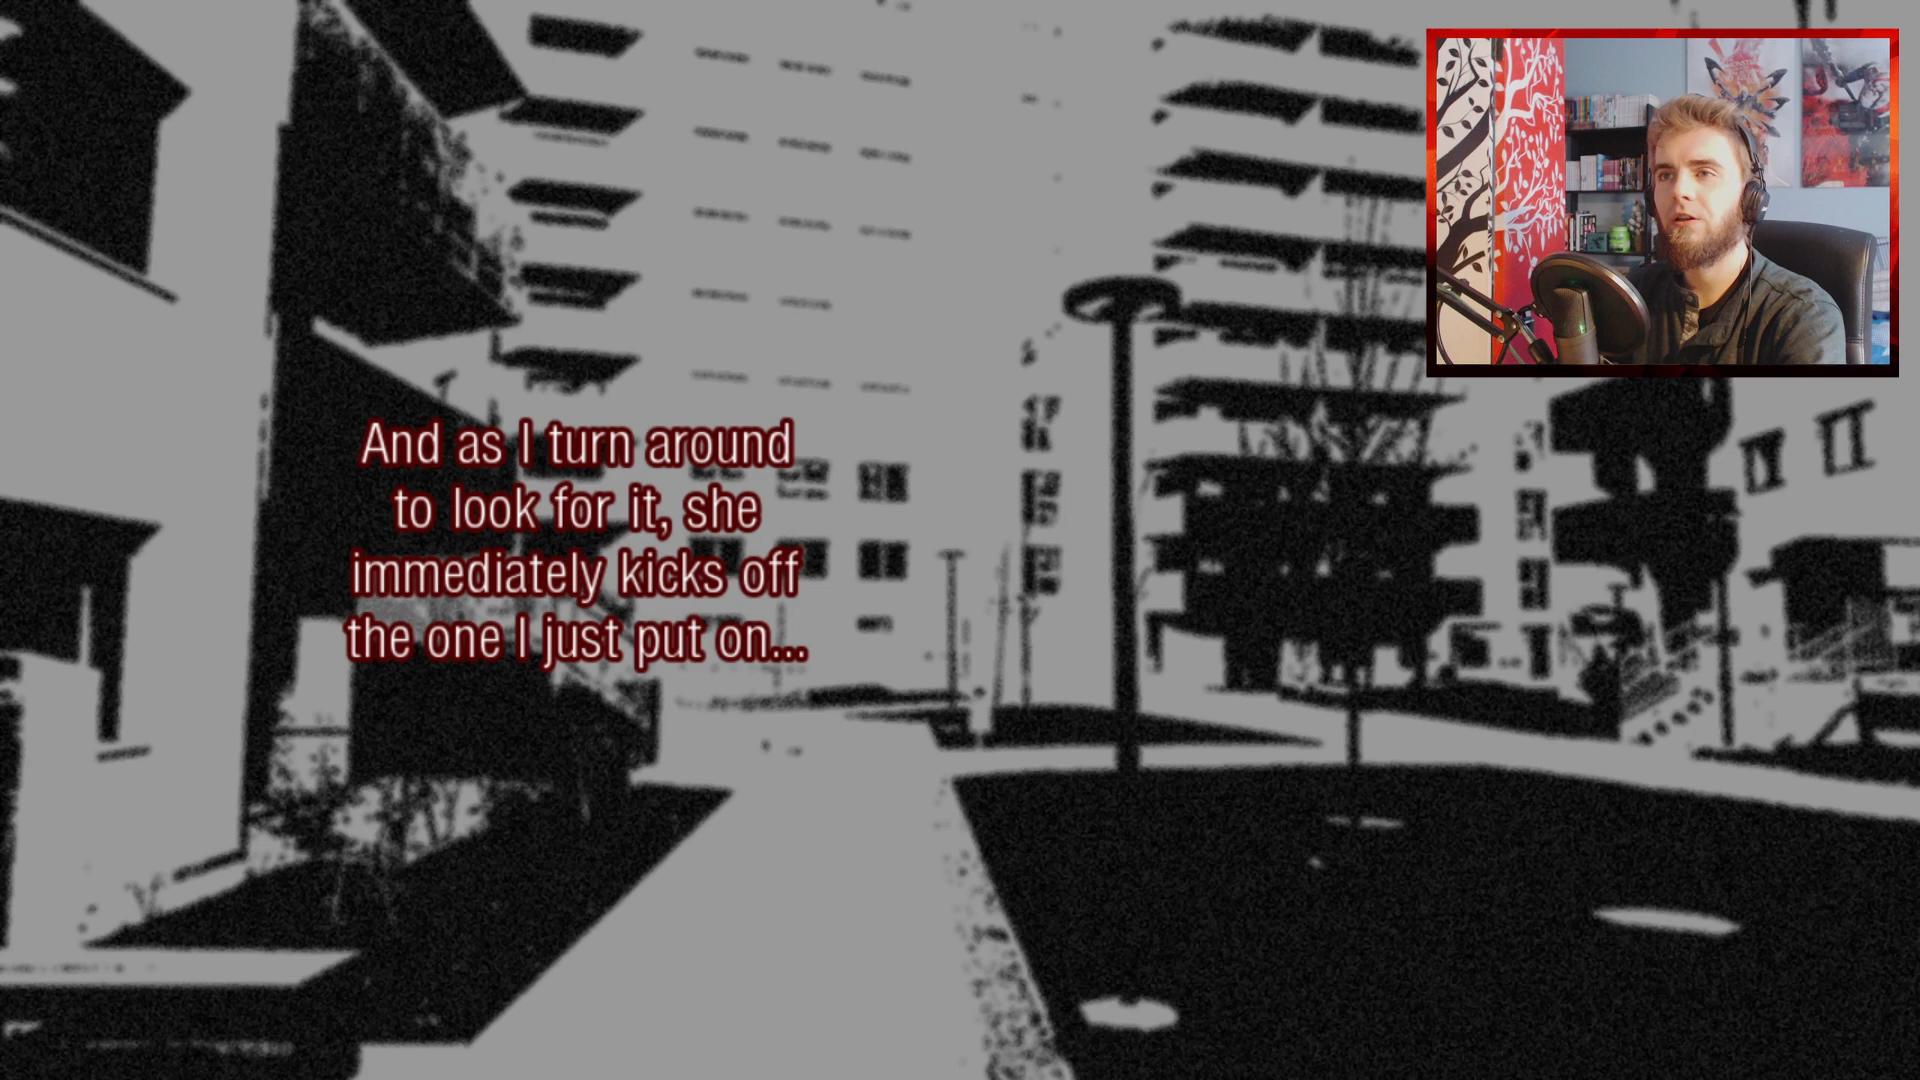 And as I turn around
to look for it, she
immediately kicks off
the one I just put on...